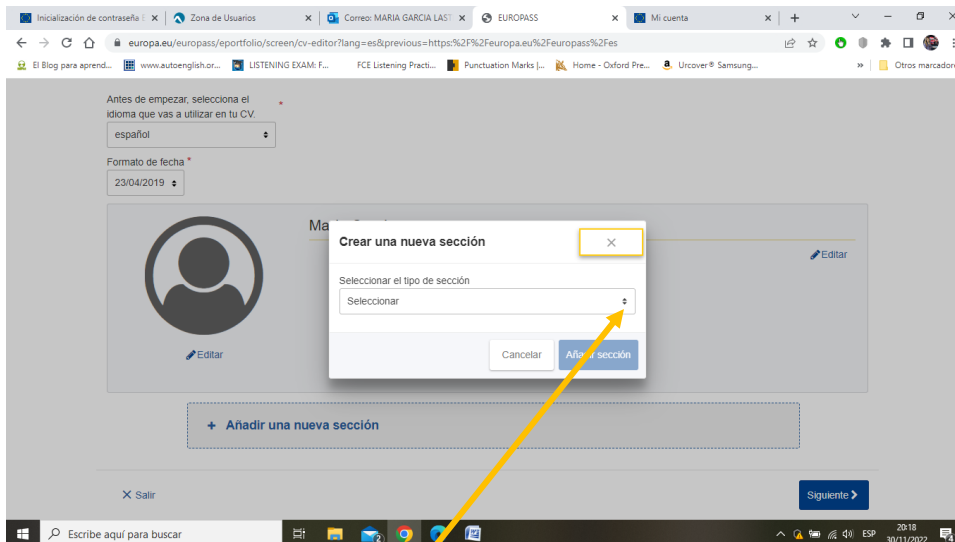 Inicialización de contraseña E
Zona de Usuarios
Correo: MARIA GARCIA LAST
EUROPASS
Mi cuenta
europa.eu/europass/eportfolio/screen/cv-editor?lang=es&previous=https:%2F%2Feuropa.eu%2Feuropass%2Fes
El Blog para aprend...
www.autoenglish.or...
LISTENING EXAM: F...
FCE Listening Practi...
Punctuation Marks |...
Home - Oxford Pre...
Urcover® Samsung...
»
Otros marcadore
Antes de empezar, selecciona el *
idioma que vas a utilizar en tu CV.
español
Formato de fecha *
23/04/2019
Editar
Crear una nueva sección
Seleccionar el tipo de sección
Seleccionar
Cancelar
Añadir sección
Editar
+ Añadir una nueva sección
Salir
Siguiente
Escribe aquí para buscar
ESP
20:18
30/11/2022